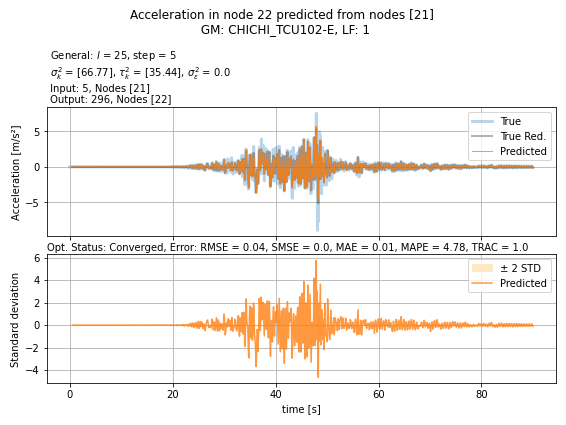 Acceleration in node 22 predicted from nodes [21]
GM: CHICHI_TCU102-E, LF: 1
General: l = 25, step = 5
σ²ₖ = [66.77], τ²ₖ = [35.44], σ²ε = 0.0
Input: 5, Nodes [21]
Output: 296, Nodes [22]
Acceleration [m/s²]
5
0
−5
True
True Red.
Predicted
Opt. Status: Converged, Error: RMSE = 0.04, SMSE = 0.0, MAE = 0.01, MAPE = 4.78, TRAC = 1.0
Standard deviation
6
4
2
0
−2
−4
± 2 STD
Predicted
0 20 40 60 80
time [s]